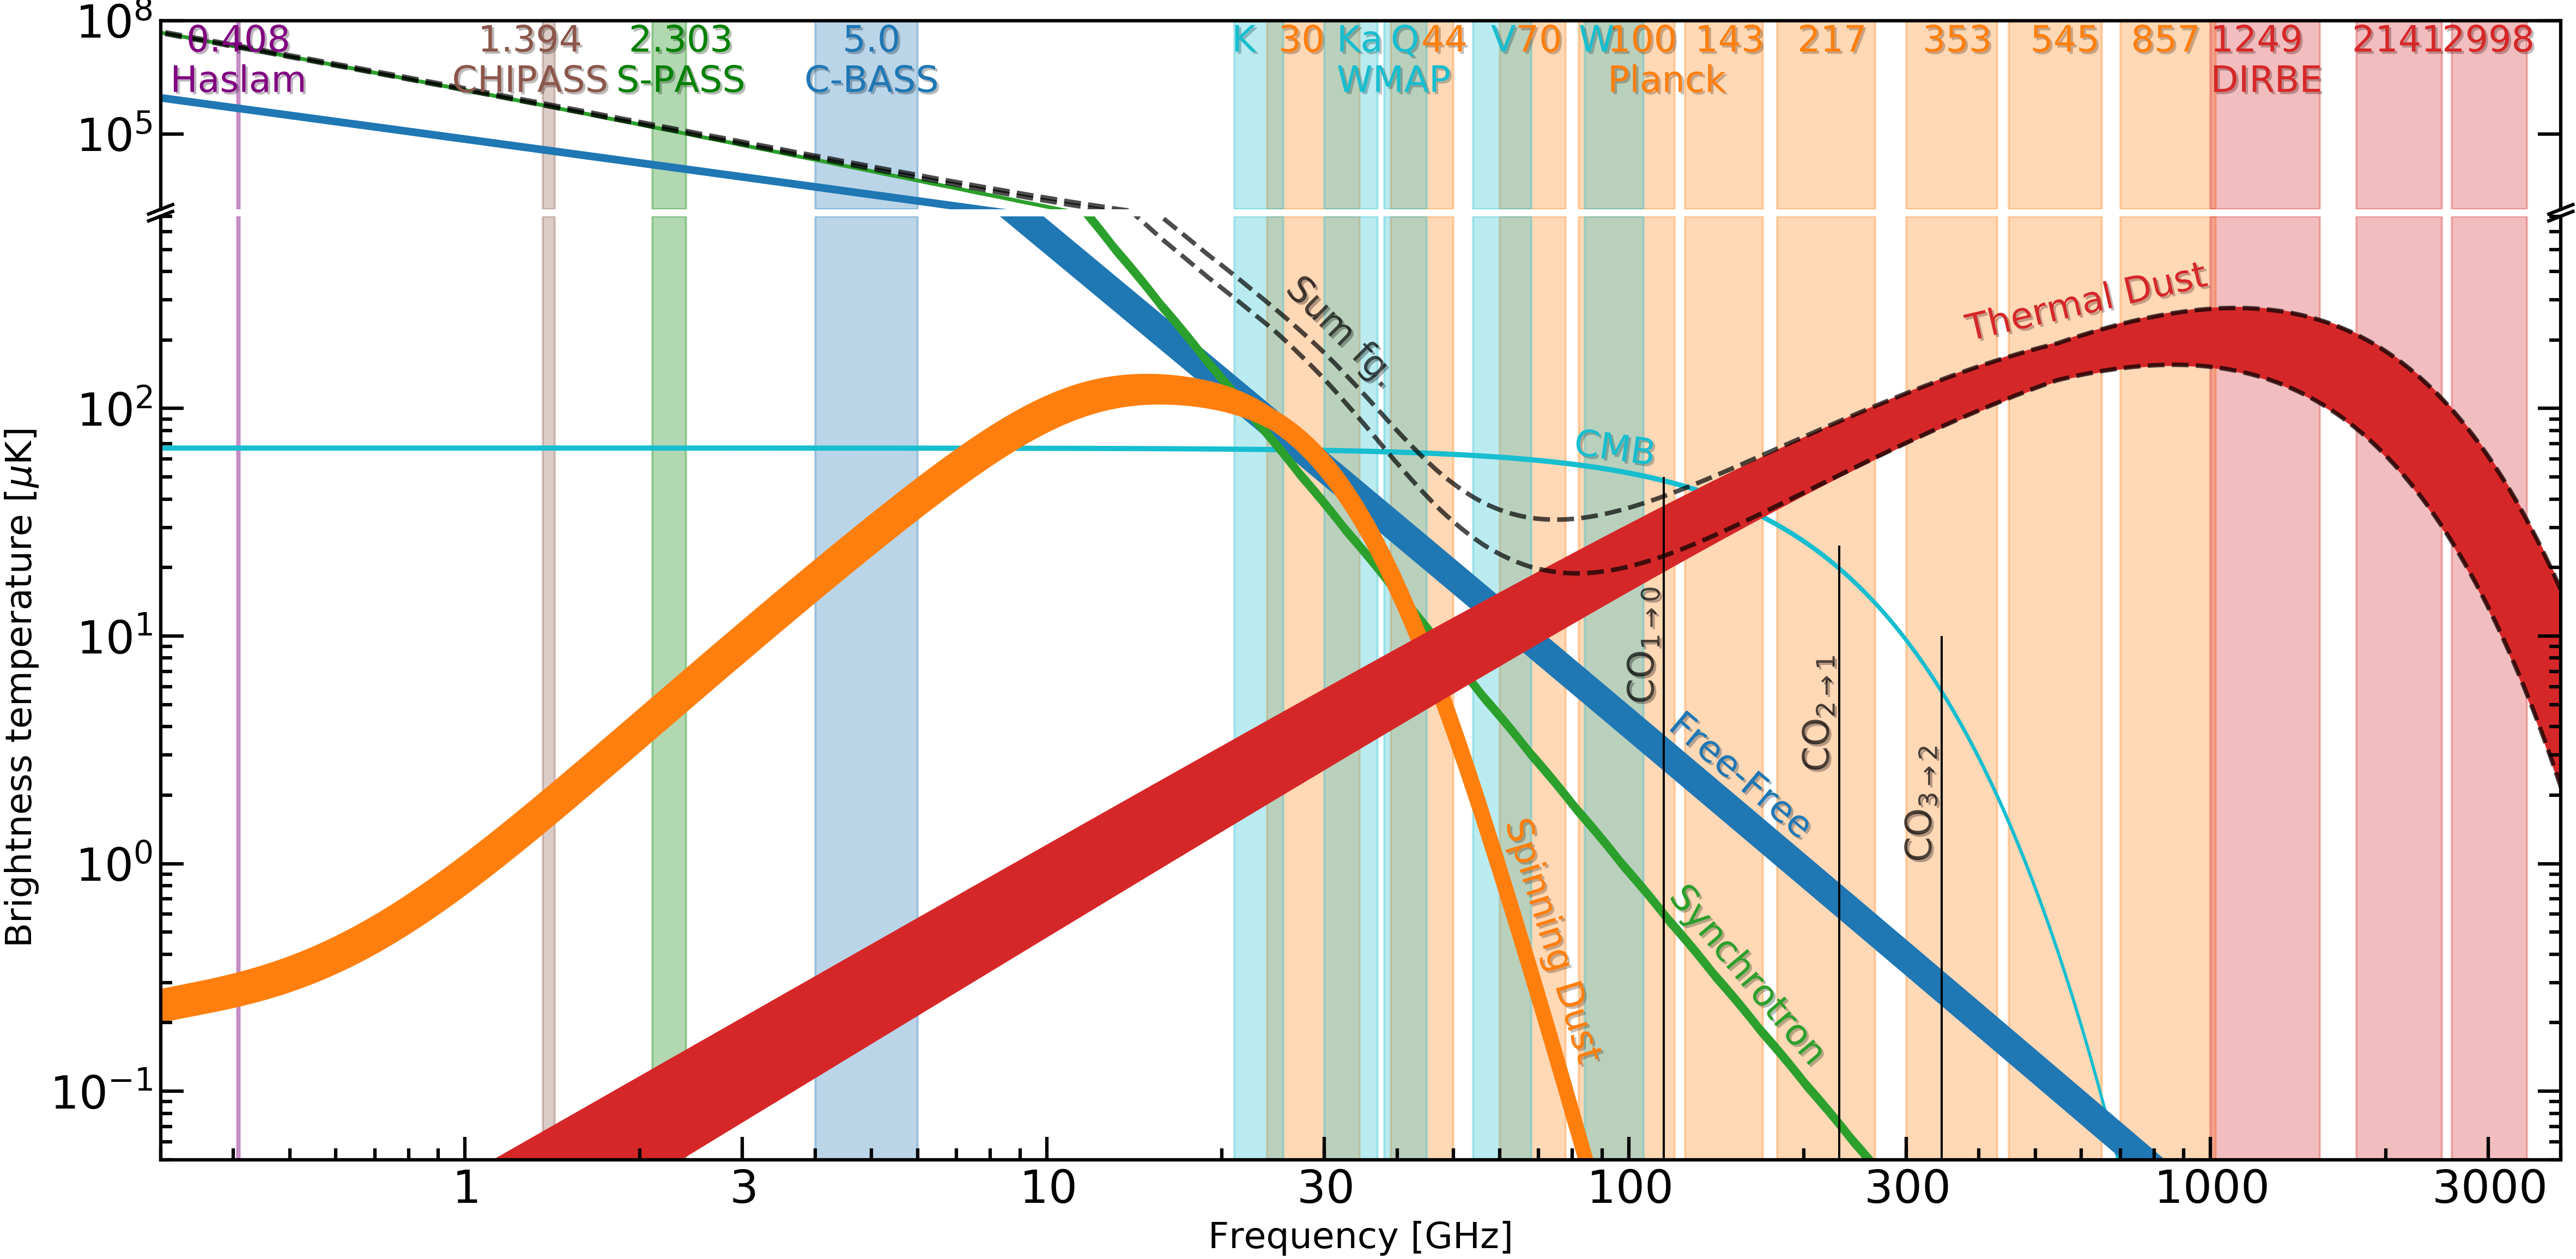 10^8
0.408
1.394
2.303
5.0
K
30
Ka
Q
44
V
70
W
100
143
217
353
545
857
1249
2141
2998
Haslam
CHIPASS
S-PASS
C-BASS
WMAP
Planck
DIRBE
10^5
Sum fg.
Thermal Dust
10^2
CMB
10^1
CO1→0
CO2→1
CO3→2
Free-Free
10^0
Spinning Dust
Synchrotron
10^−1
Brightness temperature [μK]
1
3
10
30
100
300
1000
3000
Frequency [GHz]